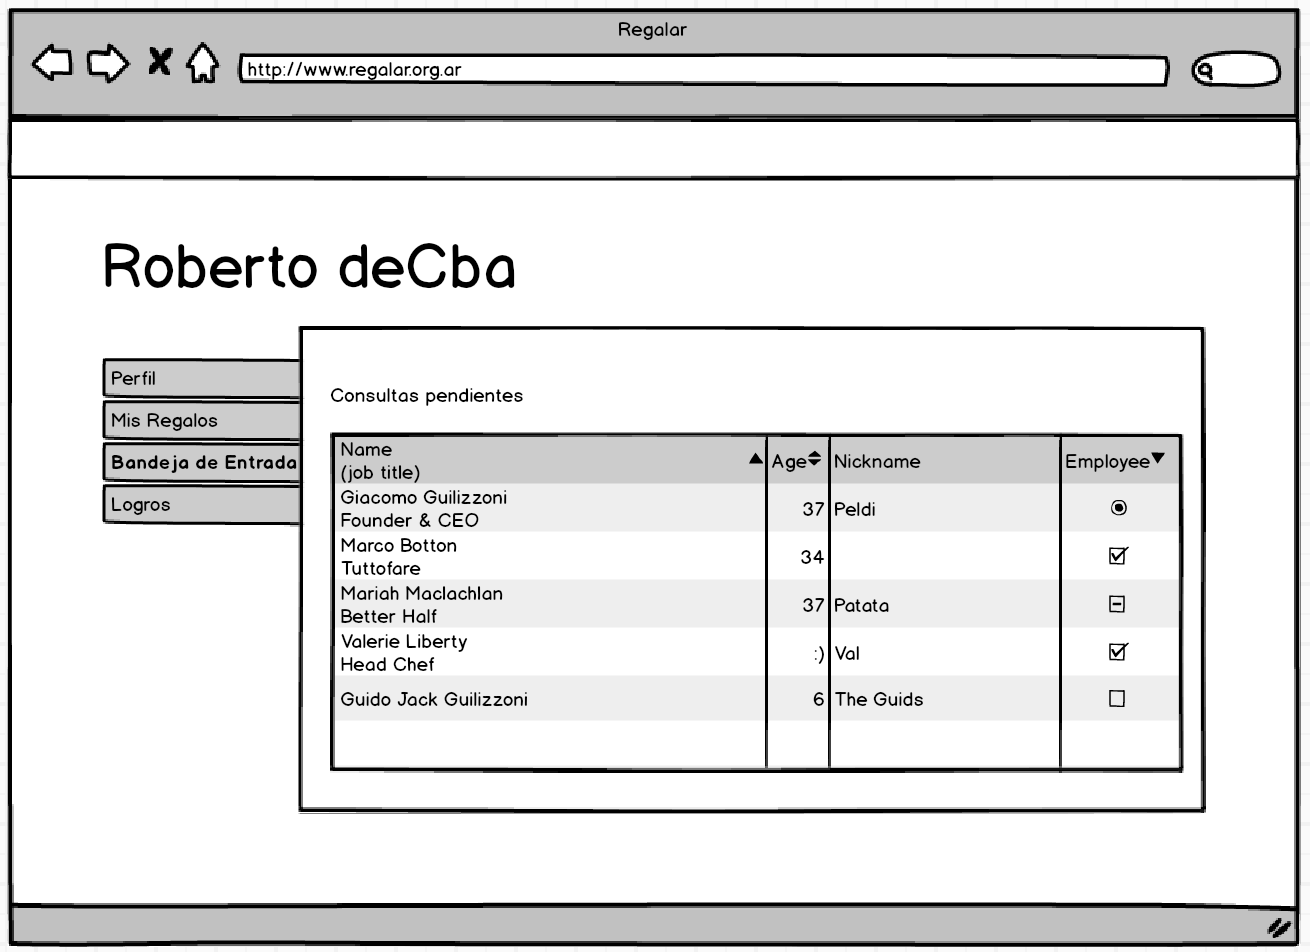 Regalar
http://www.regalar.org.ar
Roberto deCba
Perfil
Mis Regalos
Bandeja de Entrada
Logros
Consultas pendientes
Name
(job title)
Age
Nickname
Employee
Giacomo Guilizzoni
Founder & CEO
37
Peldi
Marco Botton
Tuttofare
34
Mariah Maclachlan
Better Half
37
Patata
Valerie Liberty
Head Chef
:)
Val
Guido Jack Guilizzoni
6
The Guids